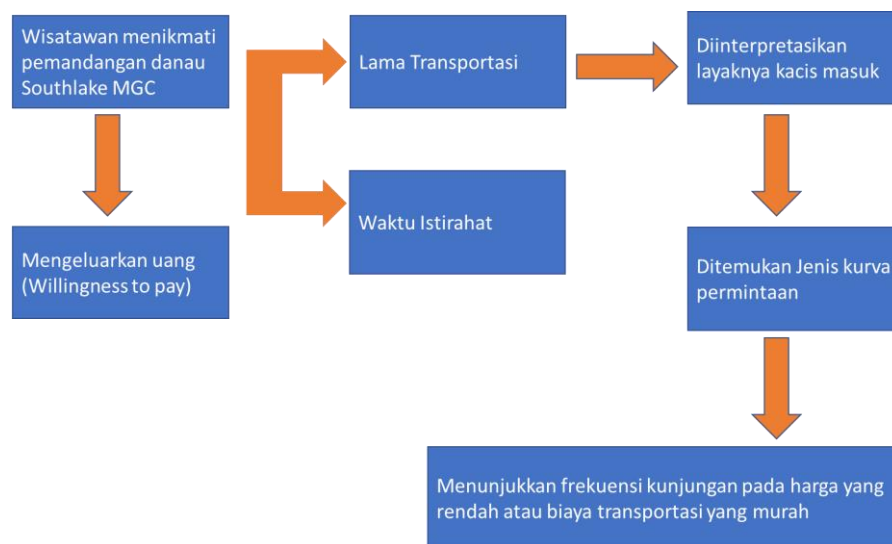 Wisatawan menikmati
pemandangan danau
Southlake MGC
Lama Transportasi
Diinterpretasikan
layaknya kacis masuk
Waktu Istirahat
Mengeluarkan uang
(Willingness to pay)
Ditemukan Jenis kurva
permintaan
Menunjukkan frekuensi kunjungan pada harga yang
rendah atau biaya transportasi yang murah